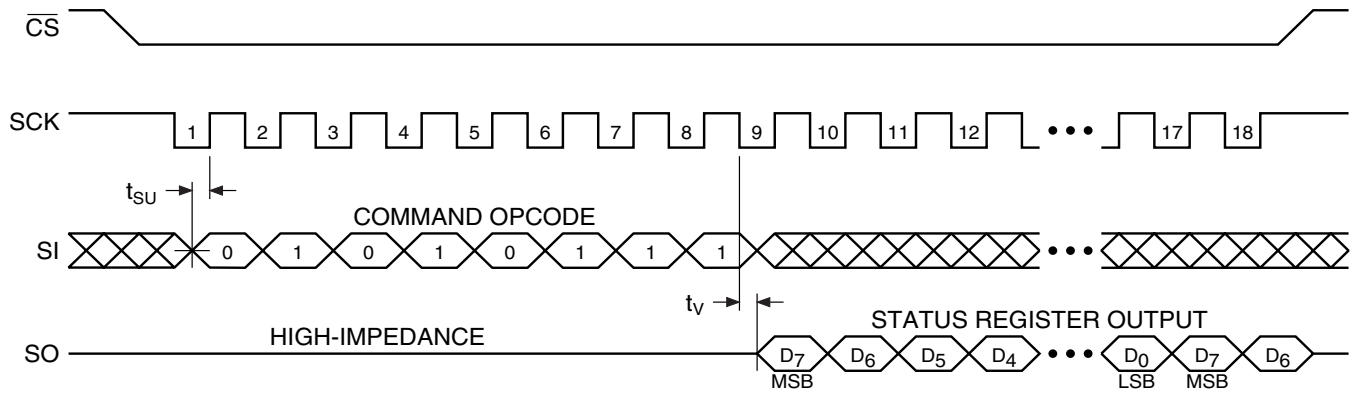 CS
SCK 1 2 3 4 5 6 7 8 9 10 11 12 ••• 17 18
tSU
COMMAND OPCODE
SI 0 1 0 1 0 1 1 1 •••
tV
HIGH-IMPEDANCE
STATUS REGISTER OUTPUT
SO D7 D6 D5 D4 ••• D0 D7 D6
MSB LSB MSB